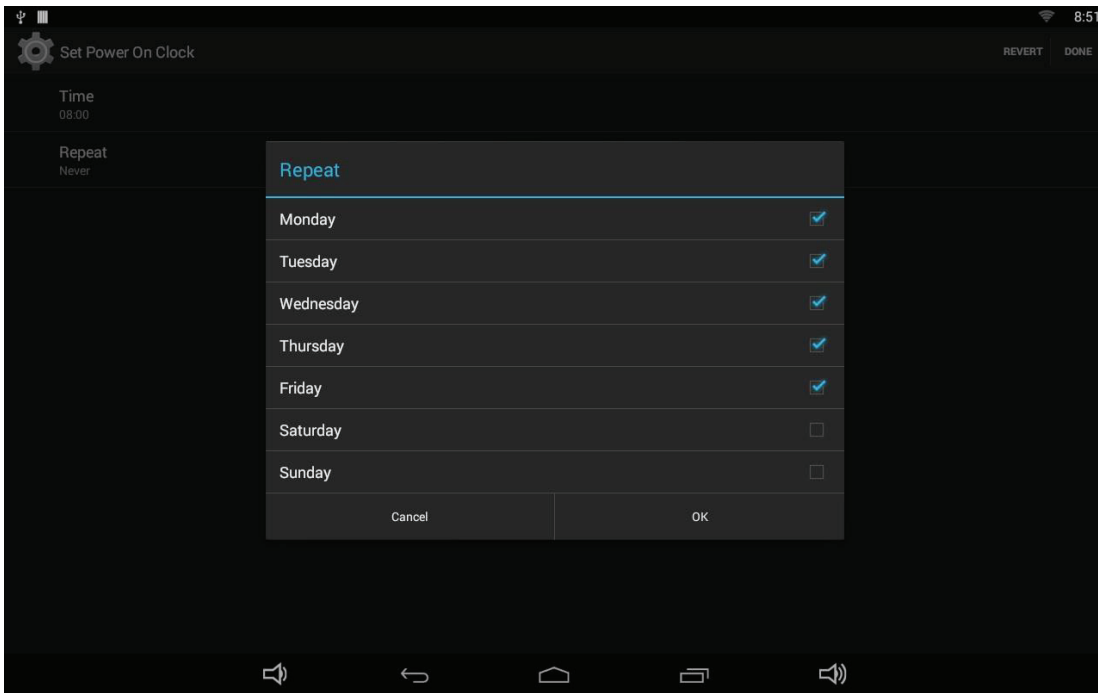 8:51
Set Power On Clock
REVERT DONE
Time
08:00
Repeat
Never
Repeat
Monday
Tuesday
Wednesday
Thursday
Friday
Saturday
Sunday
Cancel OK